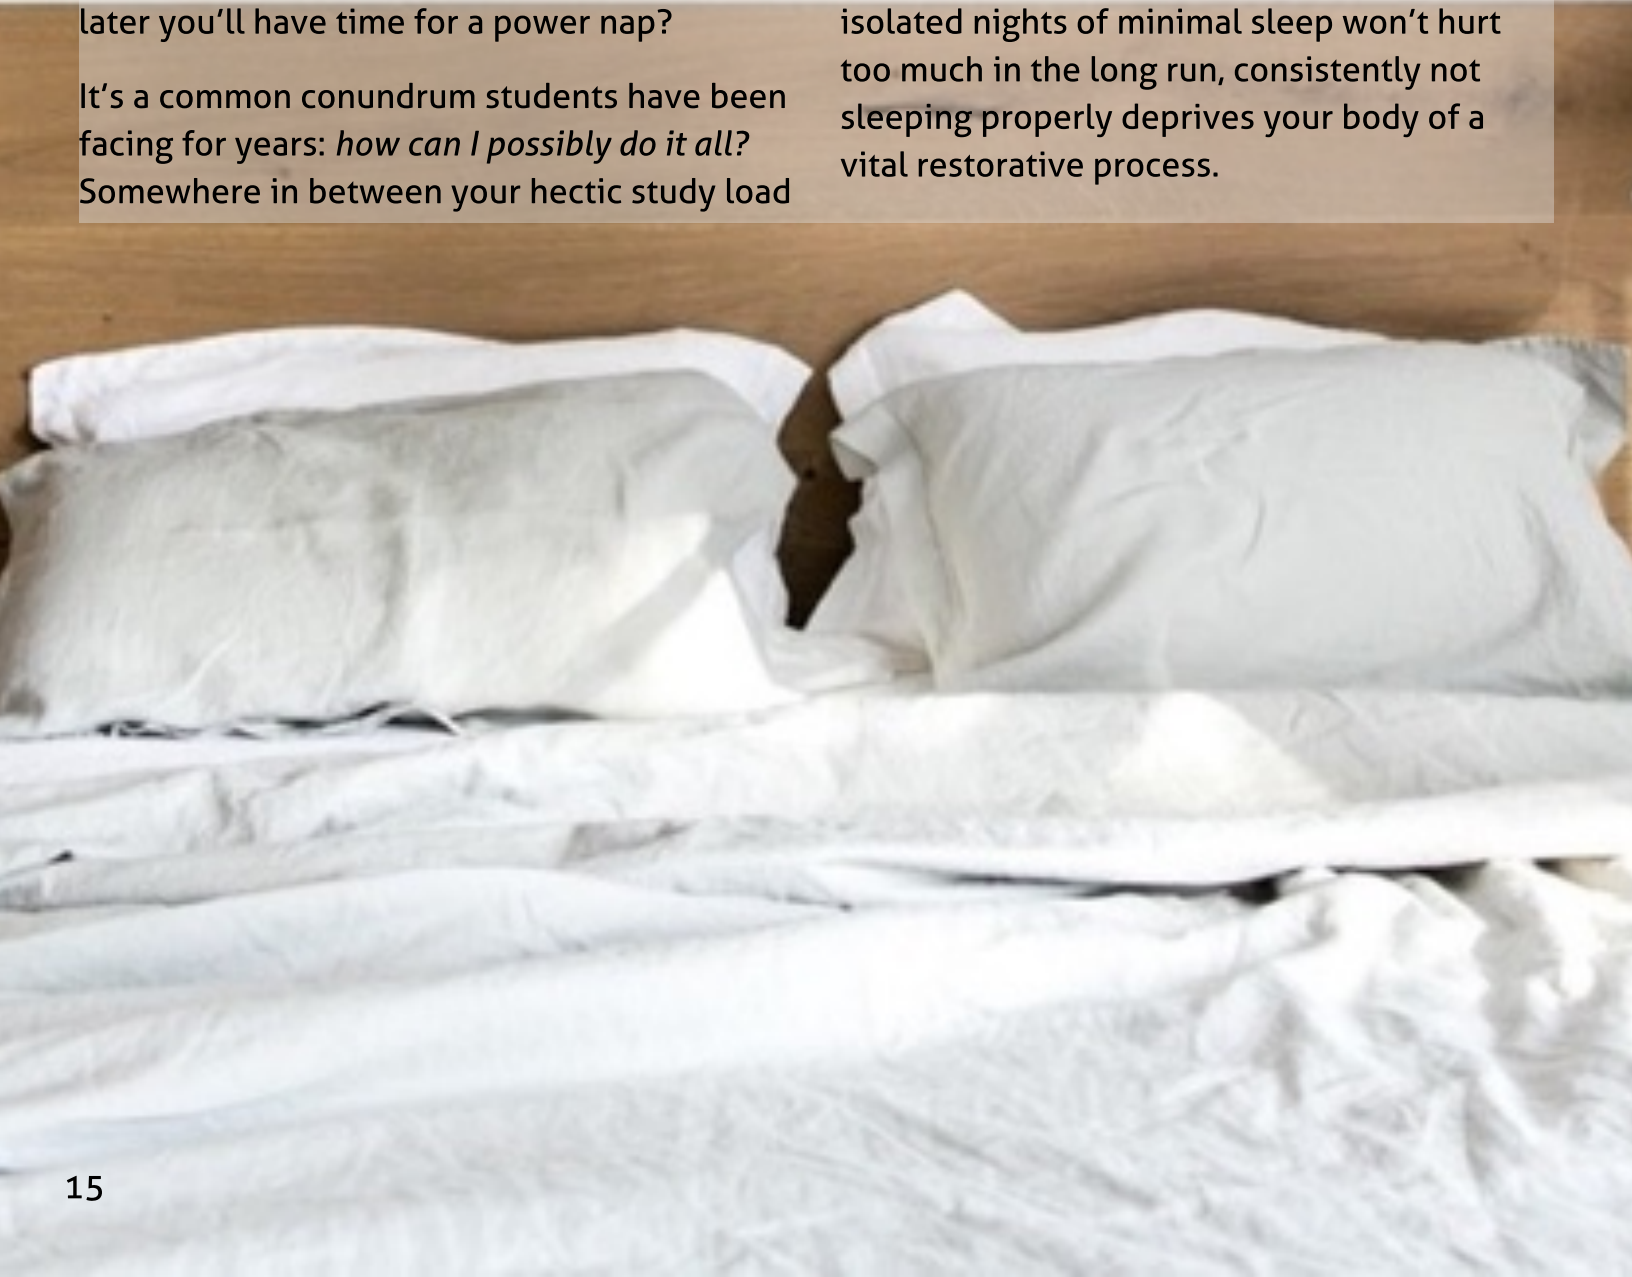 later you'll have time for a power nap?
It's a common conundrum students have been
facing for years: how can I possibly do it all?
Somewhere in between your hectic study load
isolated nights of minimal sleep won't hurt
too much in the long run, consistently not
sleeping properly deprives your body of a
vital restorative process.
15